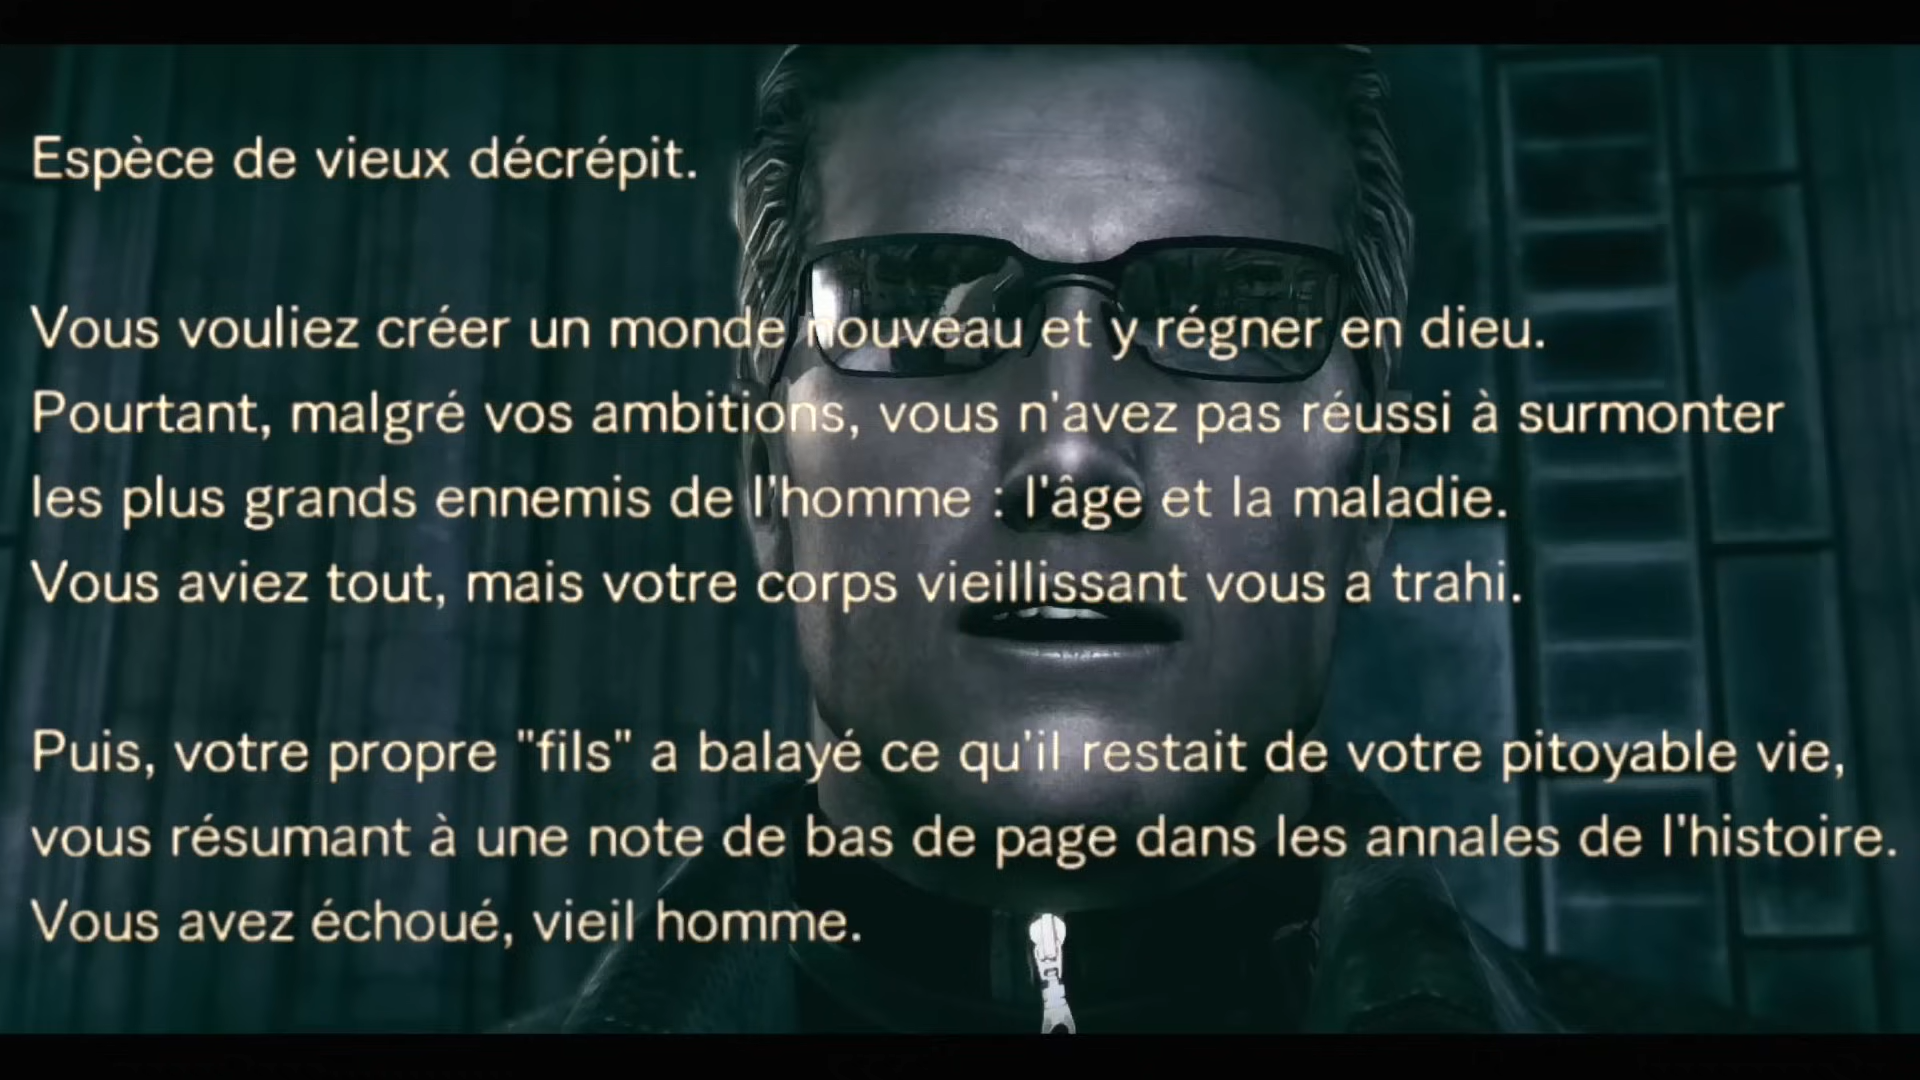 Espèce de vieux décrépit.
Vous vouliez créer un monde nouveau et y régner en dieu.
Pourtant, malgré vos ambitions, vous n'avez pas réussi à surmonter
les plus grands ennemis de l'homme : l'âge et la maladie.
Vous aviez tout, mais votre corps vieillissant vous a trahi.
Puis, votre propre "fils" a balayé ce qu'il restait de votre pitoyable vie,
vous résumant à une note de bas de page dans les annales de l'histoire.
Vous avez échoué, vieil homme.